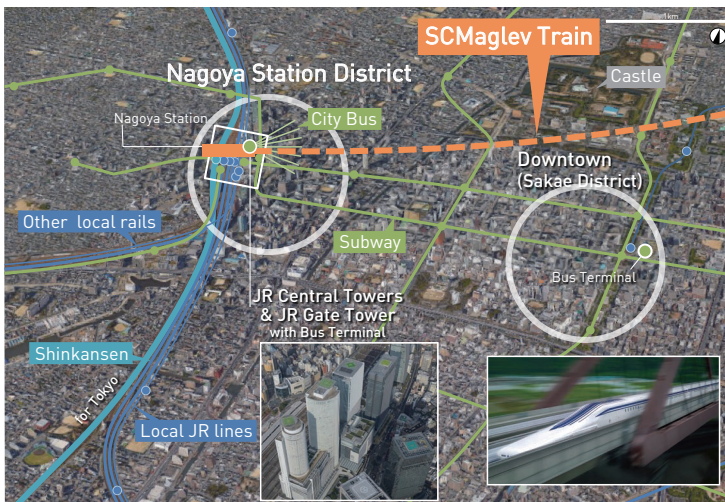 1km
SCMaglev Train
Castle
Nagoya Station District
Nagoya Station
City Bus
Downtown
(Sakae District)
Other local rails
Subway
Bus Terminal
JR Central Towers
& JR Gate Tower
with Bus Terminal
Shinkansen
for Tokyo
Local JR lines